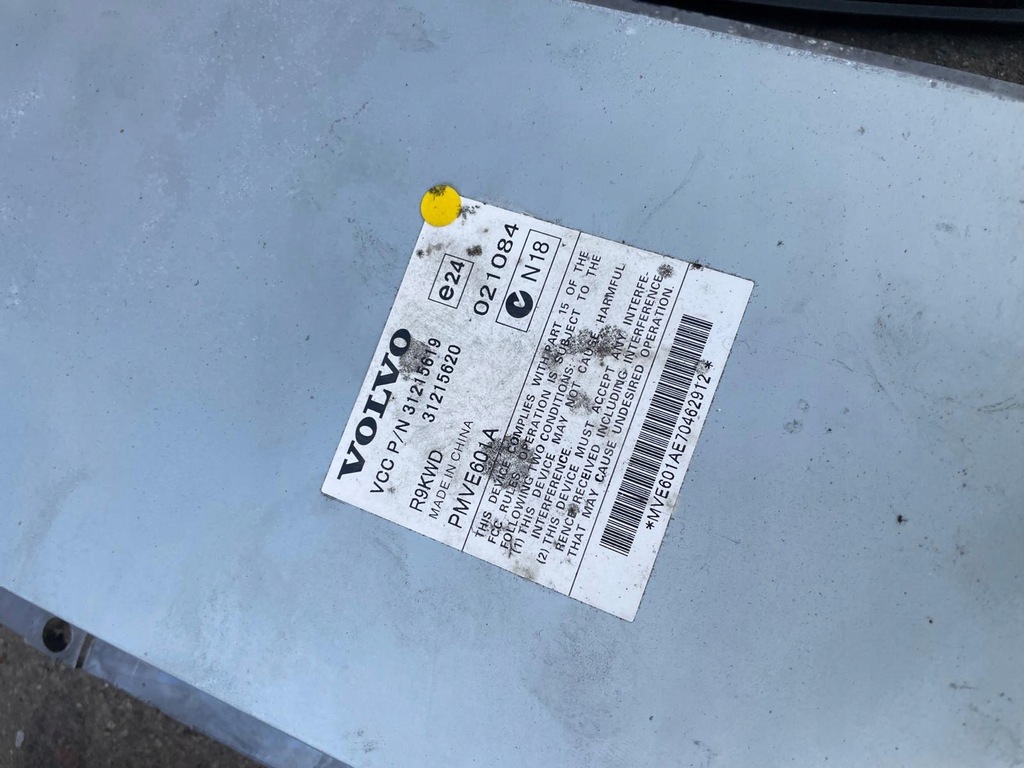 VOLVO
VCC P/N 31215619
31215620
e24
021084
N18
R9KWD
MADE IN CHINA
PMVE601A
THIS DEVICE COMPLIES WITH PART 15 OF THE
FCC RULES. OPERATION IS SUBJECT TO THE
FOLLOWING TWO CONDITIONS:
(1) THIS DEVICE MAY NOT CAUSE HARMFUL
INTERFERENCE.
(2) THIS DEVICE MUST ACCEPT ANY INTERFE-
RENCE RECEIVED INCLUDING INTERFERENCE
THAT MAY CAUSE UNDESIRED OPERATION.
*MVE601AE70462912*